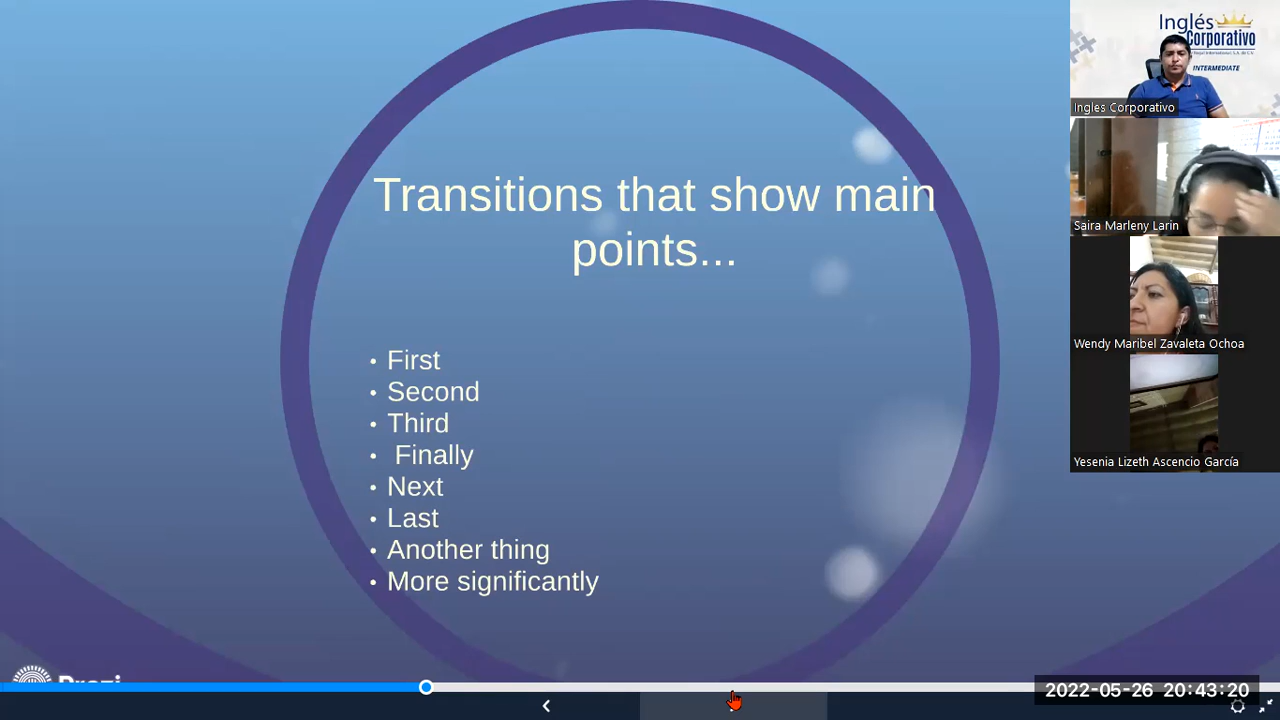 Transitions that show main
points...
• First
• Second
• Third
• Finally
• Next
• Last
• Another thing
• More significantly
Prezi
Inglés
Corporativo
INTERMEDIATE
Ingles Corporativo
Saira Marleny Larin
Wendy Maribel Zavaleta Ochoa
Yesenia Lizeth Ascencio García
2022-05-26 20:43:20